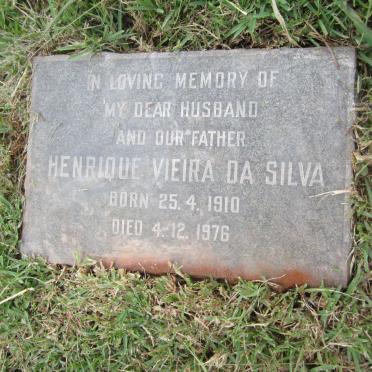 IN LOVING MEMORY OF
MY DEAR HUSBAND
AND OUR FATHER
HENRIQUE VIEIRA DA SILVA
BORN 25.4.1910
DIED 4-12.1976